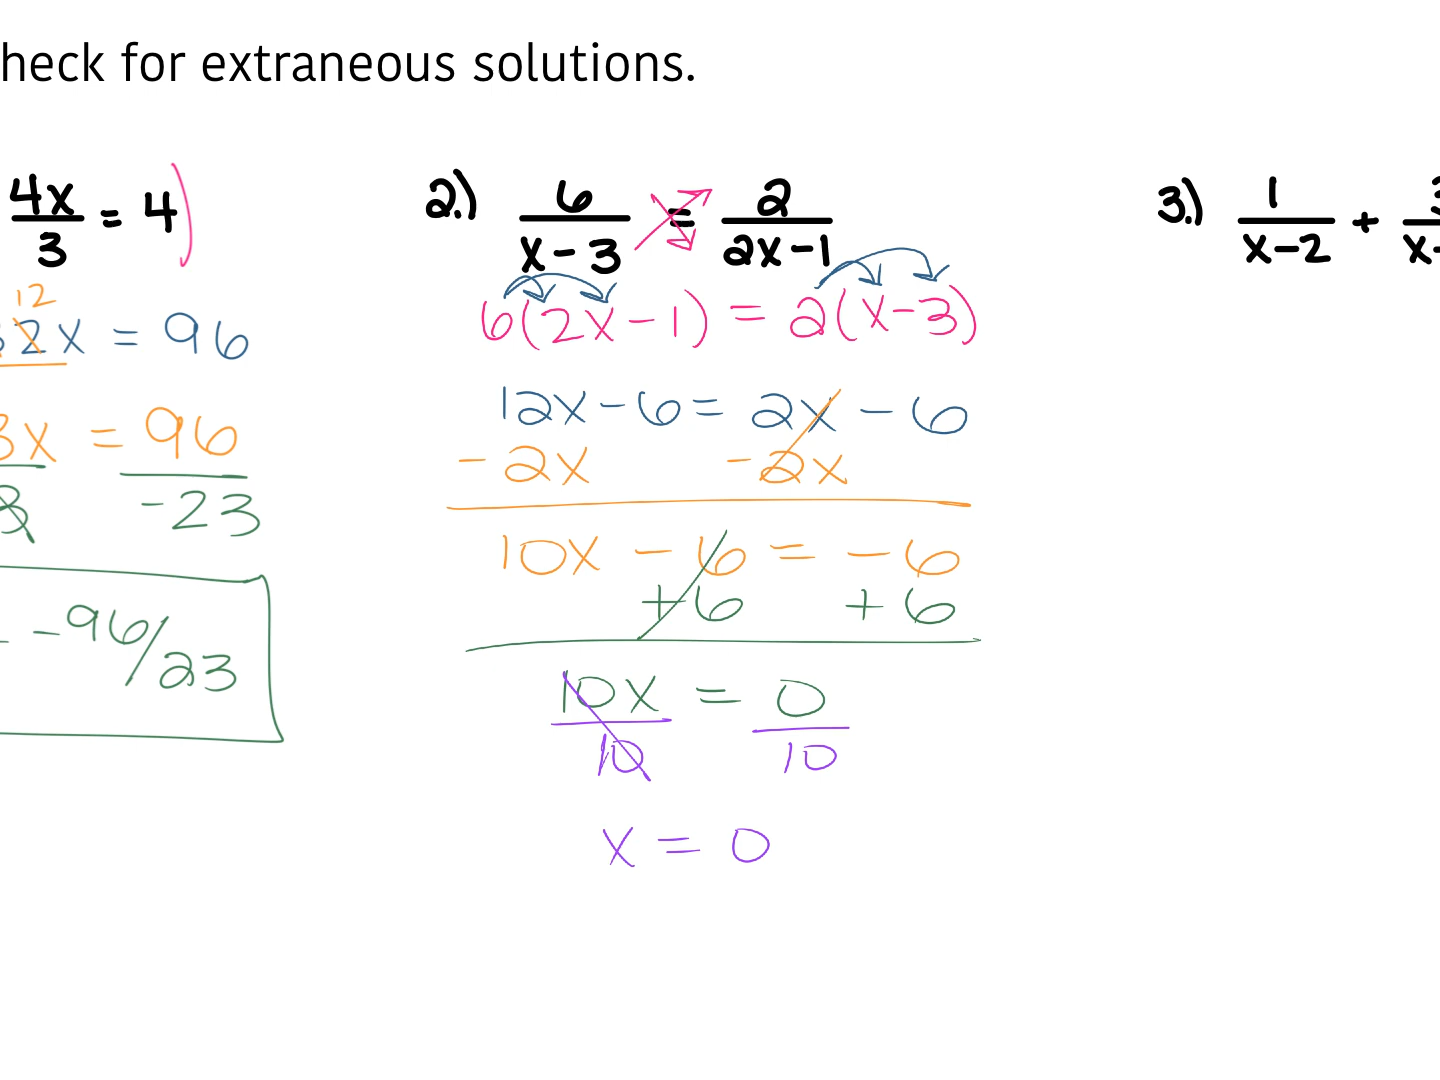 heck for extraneous solutions.
4x/3 = 4)
12
2x = 96
3x = 96
-23
- -96/23
2.) 6/(x-3) = 2/(2x-1)
6(2x-1) = 2(x-3)
12x-6 = 2x-6
-2x -2x
10x - 6 = -6
+6 +6
10x = 0
10 10
x = 0
3.) 1/(x-2) +